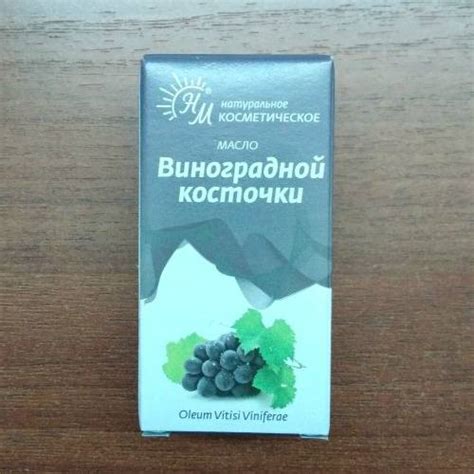 НМ®
натуральное
КОСМЕТИЧЕСКОЕ
МАСЛО
Виноградной
косточки
Oleum Vitisi Viniferae